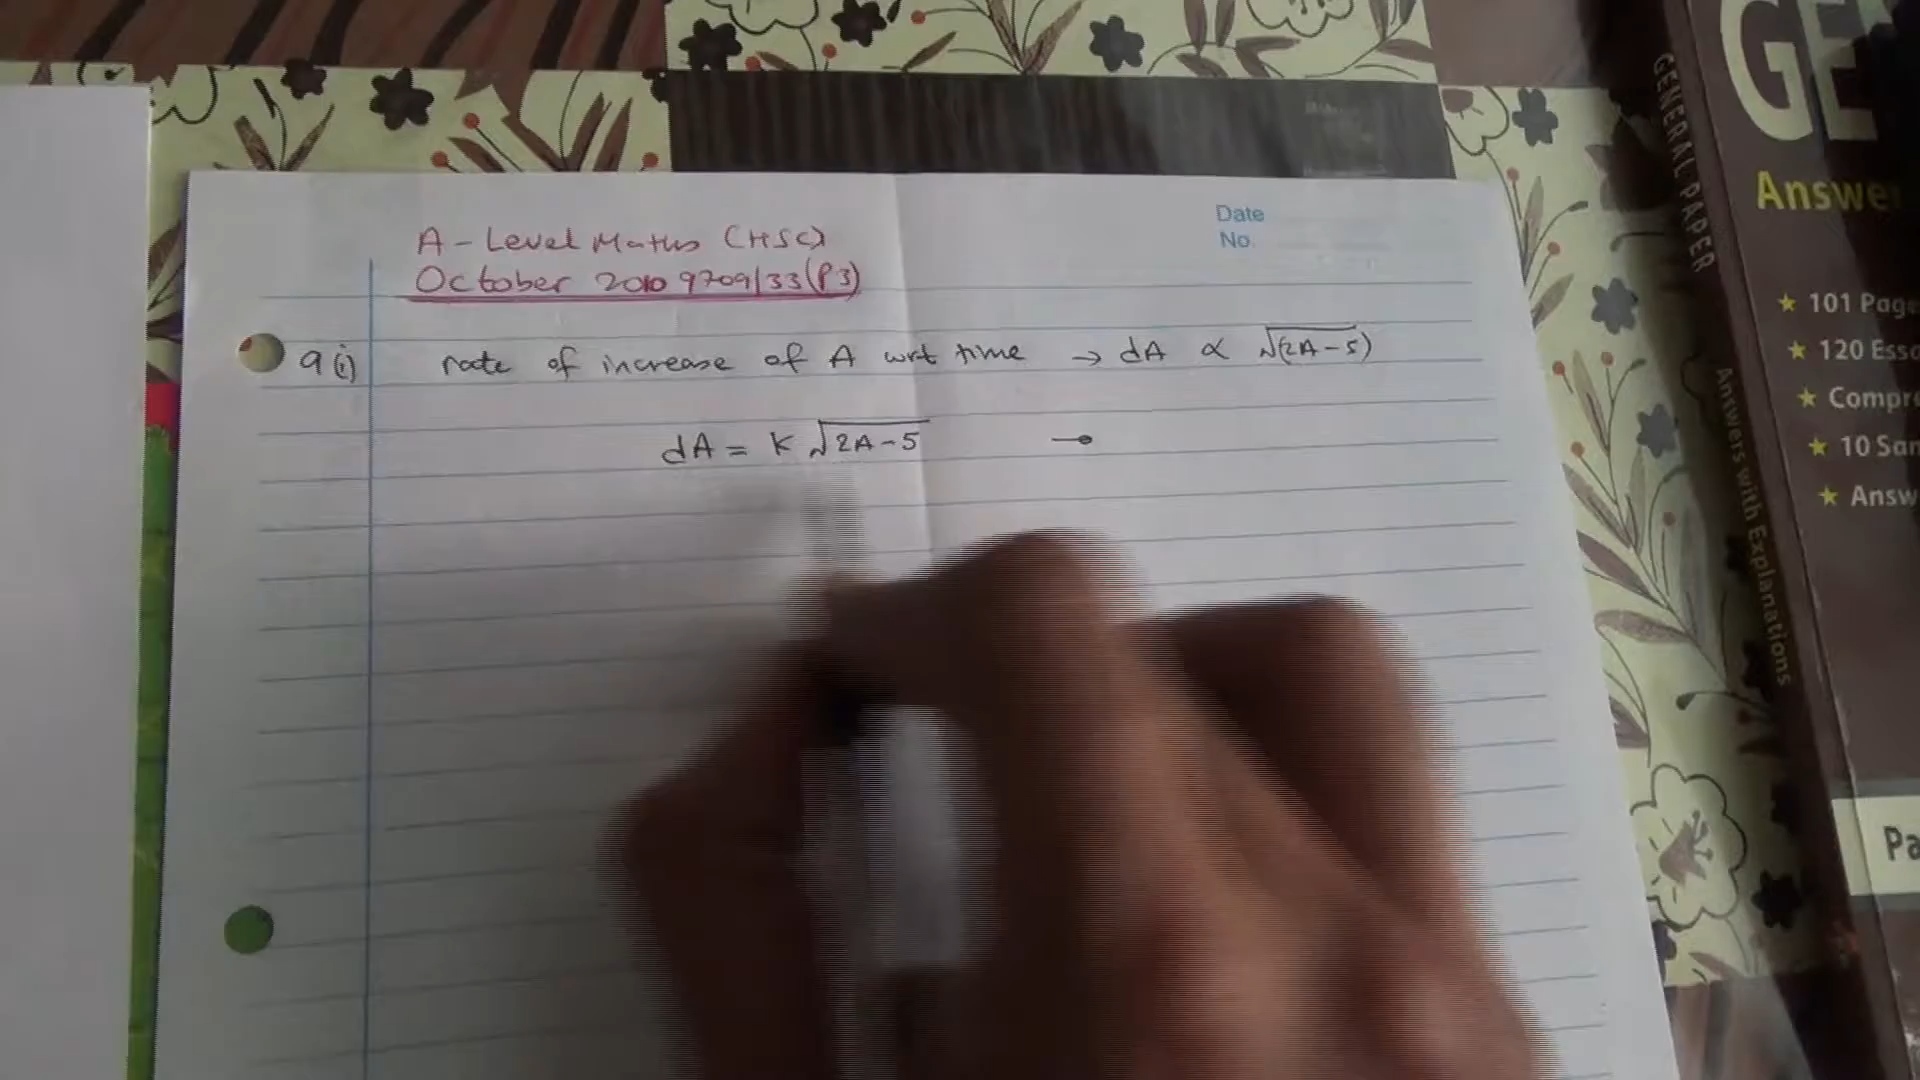 A-Level Maths (HSC)
October 2010 9709/33(P3)
Date
No.
9(i) rate of increase of A wrt time → dA ∝ √(2A-5)
dA = k √2A-5
GENERAL PAPER
Answers with Explanations
GE
Answe
★ 101 Page
★ 120 Ess
★ Compr
★ 10 San
★ Answ
Pa